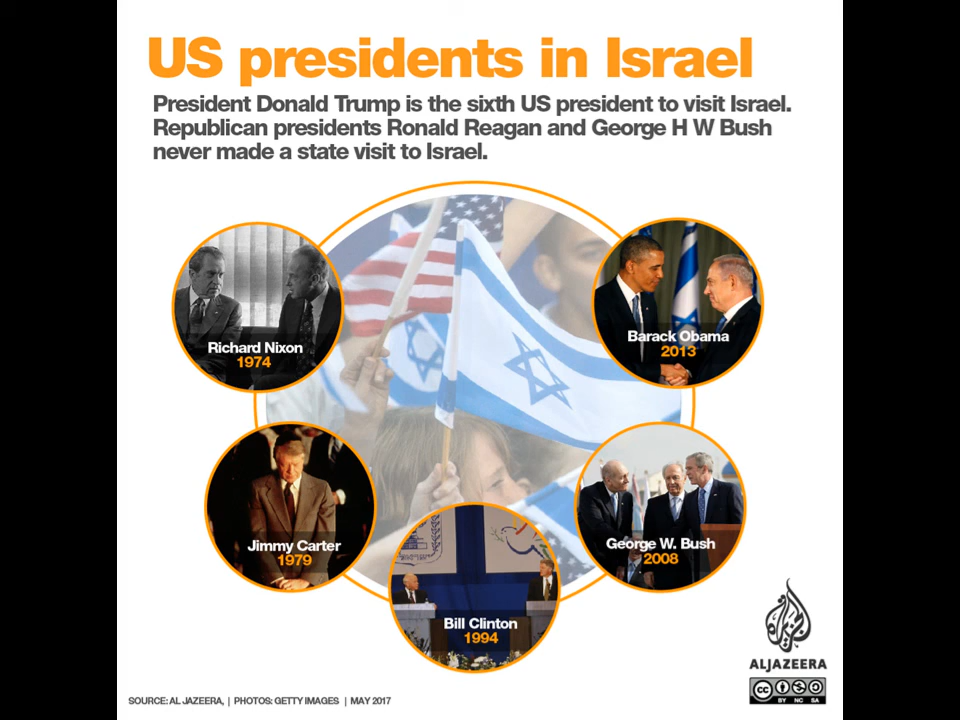 US presidents in Israel
President Donald Trump is the sixth US president to visit Israel.
Republican presidents Ronald Reagan and George H W Bush
never made a state visit to Israel.
Richard Nixon
1974
Barack Obama
2013
Jimmy Carter
1979
George W. Bush
2008
Bill Clinton
1994
ALJAZEERA
cc BY NC SA
SOURCE: AL JAZEERA, | PHOTOS: GETTY IMAGES | MAY 2017